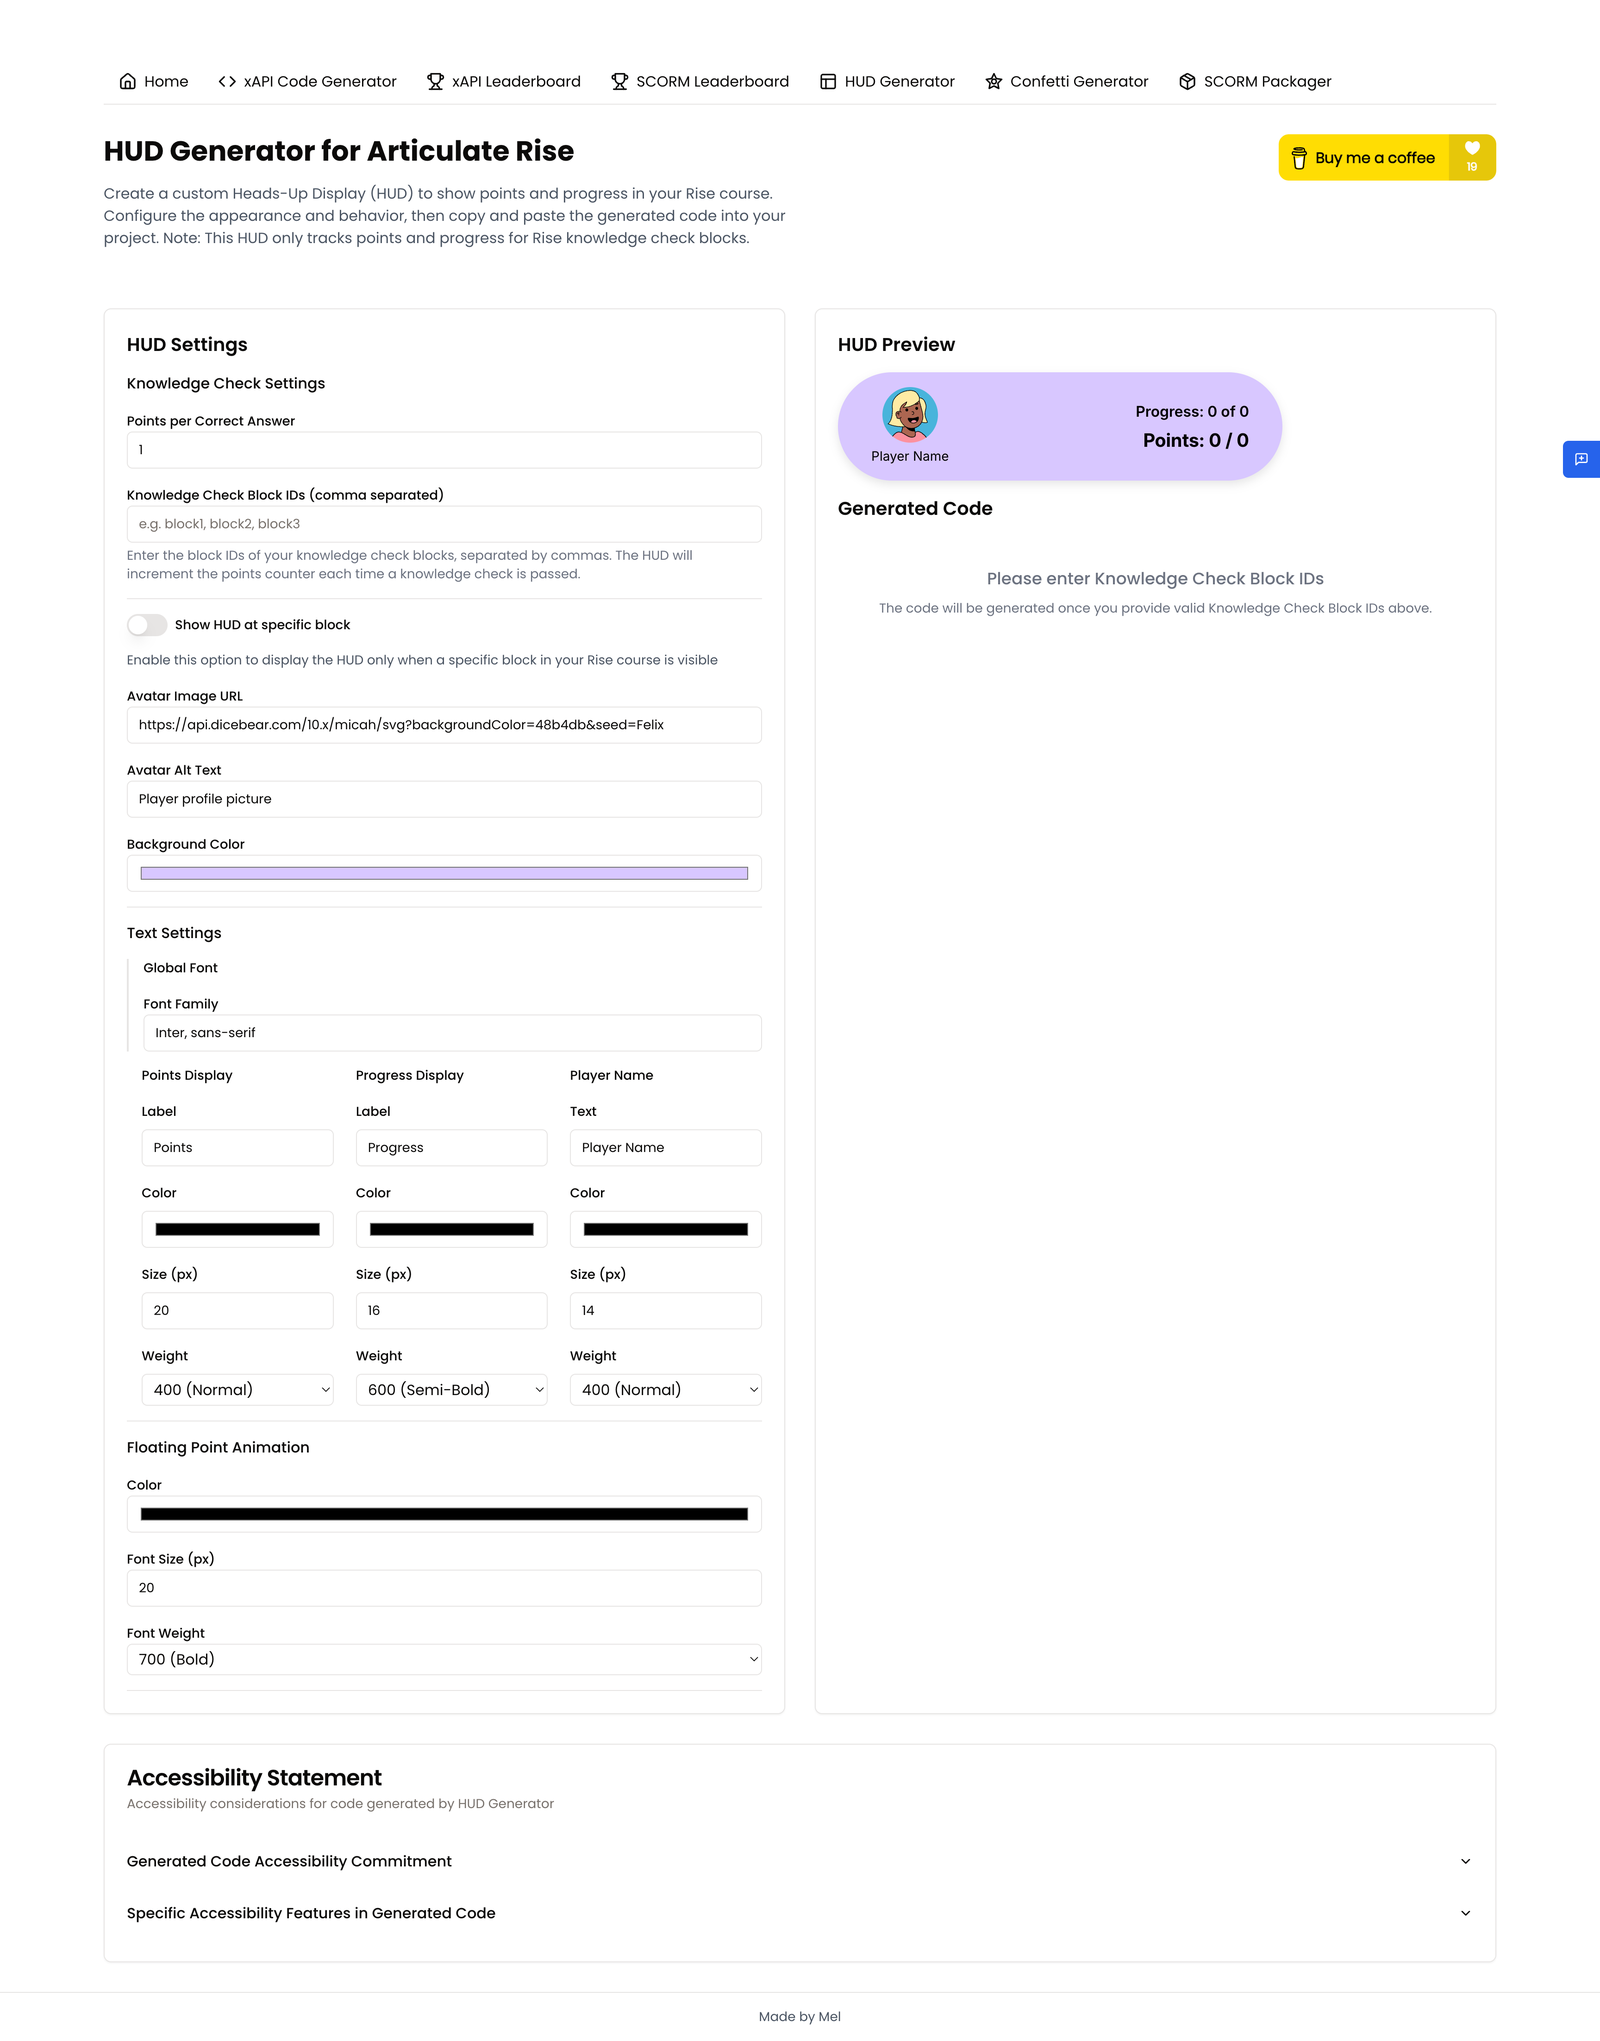 Home
xAPI Code Generator
xAPI Leaderboard
SCORM Leaderboard
HUD Generator
Confetti Generator
SCORM Packager
HUD Generator for Articulate Rise
Create a custom Heads-Up Display (HUD) to show points and progress in your Rise course.
Configure the appearance and behavior, then copy and paste the generated code into your
project. Note: This HUD only tracks points and progress for Rise knowledge check blocks.
Buy me a coffee
19
HUD Settings
Knowledge Check Settings
Points per Correct Answer
1
Knowledge Check Block IDs (comma separated)
e.g. block1, block2, block3
Enter the block IDs of your knowledge check blocks, separated by commas. The HUD will
increment the points counter each time a knowledge check is passed.
Show HUD at specific block
Enable this option to display the HUD only when a specific block in your Rise course is visible
Avatar Image URL
https://api.dicebear.com/10.x/micah/svg?backgroundColor=48b4db&seed=Felix
Avatar Alt Text
Player profile picture
Background Color
Text Settings
Global Font
Font Family
Inter, sans-serif
Points Display
Progress Display
Player Name
Label
Label
Text
Points
Progress
Player Name
Color
Color
Color
Size (px)
Size (px)
Size (px)
20
16
14
Weight
Weight
Weight
400 (Normal)
600 (Semi-Bold)
400 (Normal)
Floating Point Animation
Color
Font Size (px)
20
Font Weight
700 (Bold)
HUD Preview
Progress: 0 of 0
Points: 0 / 0
Player Name
Generated Code
Please enter Knowledge Check Block IDs
The code will be generated once you provide valid Knowledge Check Block IDs above.
Accessibility Statement
Accessibility considerations for code generated by HUD Generator
Generated Code Accessibility Commitment
Specific Accessibility Features in Generated Code
Made by Mel